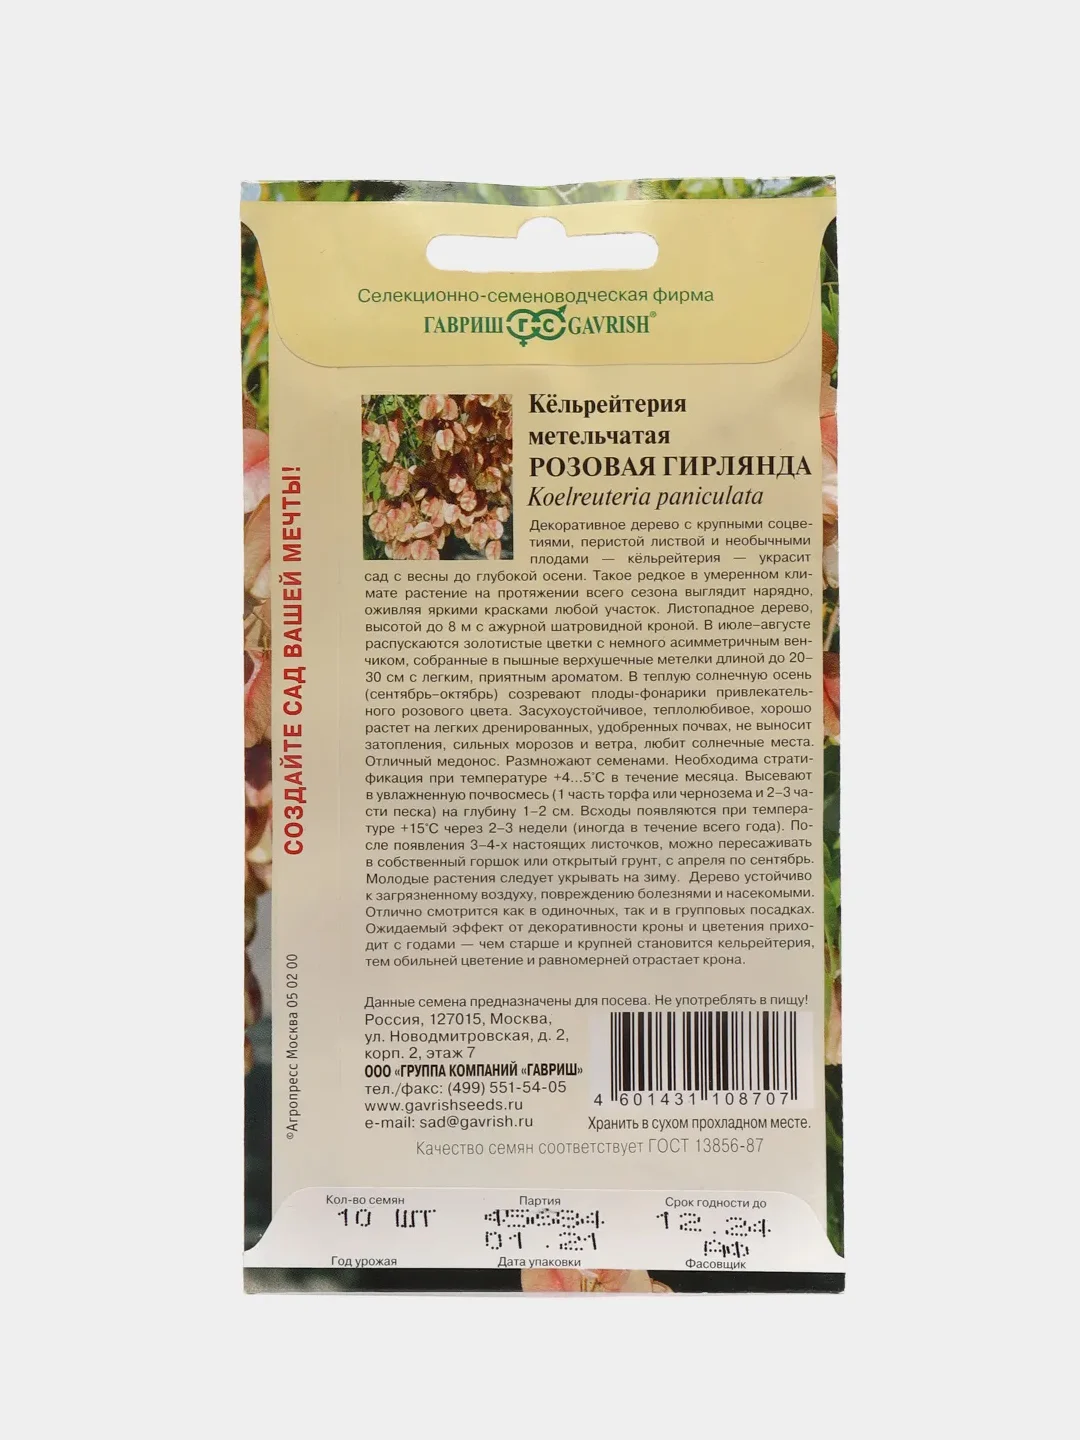 Селекционно-семеноводческая фирма
ГАВРИШ Г-С GAVRISH®
Кёльрейтерия
метельчатая
РОЗОВАЯ ГИРЛЯНДА
Koelreuteria paniculata
Декоративное дерево с крупными соцве-
тиями, перистой листвой и необычными
плодами — кёльрейтерия — украсит
сад с весны до глубокой осени. Такое редкое в умеренном кли-
мате растение на протяжении всего сезона выглядит нарядно,
оживляя яркими красками любой участок. Листопадное дерево,
высотой до 8 м с ажурной шатровидной кроной. В июле–августе
распускаются золотистые цветки с немного асимметричным вен-
чиком, собранные в пышные верхушечные метелки длиной до 20–
30 см с легким, приятным ароматом. В теплую солнечную осень
(сентябрь–октябрь) созревают плоды-фонарики привлекатель-
ного розового цвета. Засухоустойчивое, теплолюбивое, хорошо
растет на легких дренированных, удобренных почвах, не выносит
затопления, сильных морозов и ветра, любит солнечные места.
Отличный медонос. Размножают семенами. Необходима страти-
фикация при температуре +4...5°С в течение месяца. Высевают
в увлажненную почвосмесь (1 часть торфа или чернозема и 2–3 ча-
сти песка) на глубину 1–2 см. Всходы появляются при темпера-
туре +15°С через 2–3 недели (иногда в течение всего года). По-
сле появления 3–4-х настоящих листочков, можно пересаживать
в собственный горшок или открытый грунт, с апреля по сентябрь.
Молодые растения следует укрывать на зиму. Дерево устойчиво
к загрязненному воздуху, повреждению болезнями и насекомыми.
Отлично смотрится как в одиночных, так и в групповых посадках.
Ожидаемый эффект от декоративности кроны и цветения прихо-
дит с годами — чем старше и крупней становится кельрейтерия,
тем обильней цветение и равномерней отрастает крона.
Данные семена предназначены для посева. Не употреблять в пищу!
Россия, 127015, Москва,
ул. Новодмитровская, д. 2,
корп. 2, этаж 7
ООО «ГРУППА КОМПАНИЙ «ГАВРИШ»
тел./факс: (499) 551-54-05
www.gavrishseeds.ru
e-mail: sad@gavrish.ru
4 601431 108707
Хранить в сухом прохладном месте.
Качество семян соответствует ГОСТ 13856-87
СОЗДАЙТЕ САД ВАШЕЙ МЕЧТЫ!
©Агропресс Москва 05 02 00
Кол-во семян Партия Срок годности до
10 ШТ 12.24
01.21 АФ
Год урожая Дата упаковки Фасовщик